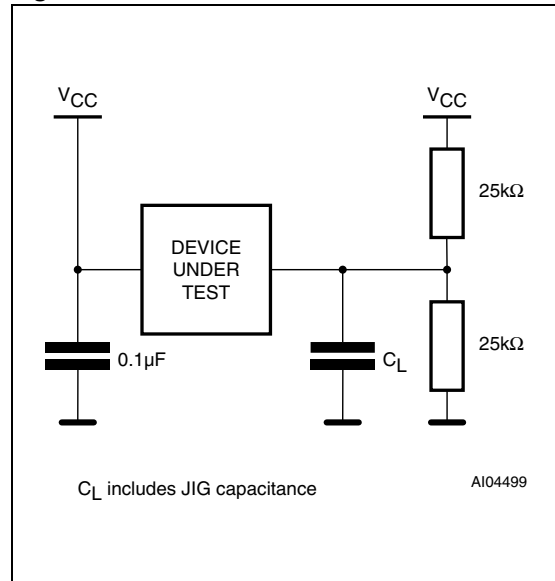 VCC
VCC
25kΩ
DEVICE
UNDER
TEST
0.1µF
CL
25kΩ
CL includes JIG capacitance
AI04499